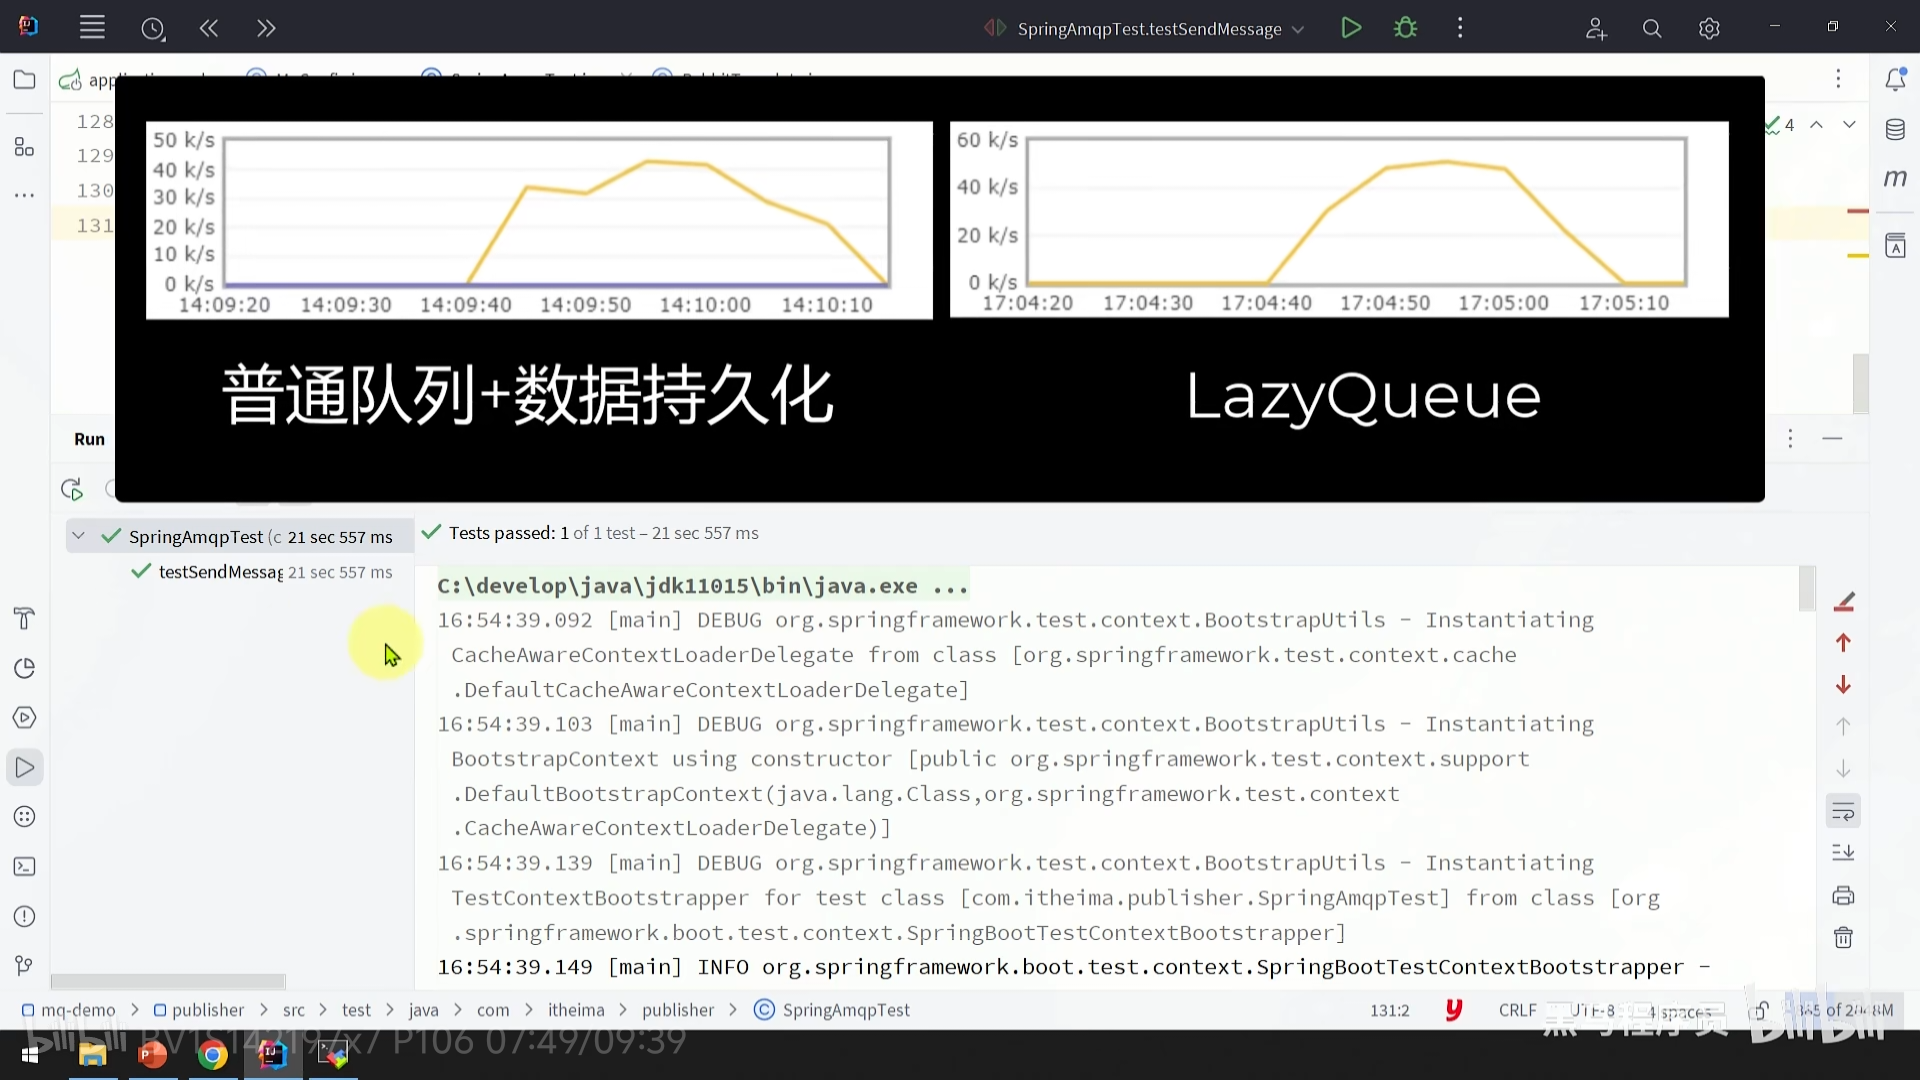 SpringAmqpTest.testSendMessage
app
128
129
130
131
4
50 k/s
40 k/s
30 k/s
20 k/s
10 k/s
0 k/s
14:09:20 14:09:30 14:09:40 14:09:50 14:10:00 14:10:10
60 k/s
40 k/s
20 k/s
0 k/s
17:04:20 17:04:30 17:04:40 17:04:50 17:05:00 17:05:10
普通队列+数据持久化
LazyQueue
Run
SpringAmqpTest (c 21 sec 557 ms
testSendMessag 21 sec 557 ms
Tests passed: 1 of 1 test – 21 sec 557 ms
C:\develop\java\jdk11015\bin\java.exe ...
16:54:39.092 [main] DEBUG org.springframework.test.context.BootstrapUtils - Instantiating
CacheAwareContextLoaderDelegate from class [org.springframework.test.context.cache
.DefaultCacheAwareContextLoaderDelegate]
16:54:39.103 [main] DEBUG org.springframework.test.context.BootstrapUtils - Instantiating
BootstrapContext using constructor [public org.springframework.test.context.support
.DefaultBootstrapContext(java.lang.Class,org.springframework.test.context
.CacheAwareContextLoaderDelegate)]
16:54:39.139 [main] DEBUG org.springframework.test.context.BootstrapUtils - Instantiating
TestContextBootstrapper for test class [com.itheima.publisher.SpringAmqpTest] from class [org
.springframework.boot.test.context.SpringBootTestContextBootstrapper]
16:54:39.149 [main] INFO org.springframework.boot.test.context.SpringBootTestContextBootstrapper -
mq-demo > publisher > src > test > java > com > itheima > publisher > SpringAmqpTest
131:2 CRLF UTF-8 4 spaces
黑马程序员 bilibili
bilibili P106 07:49/09:39